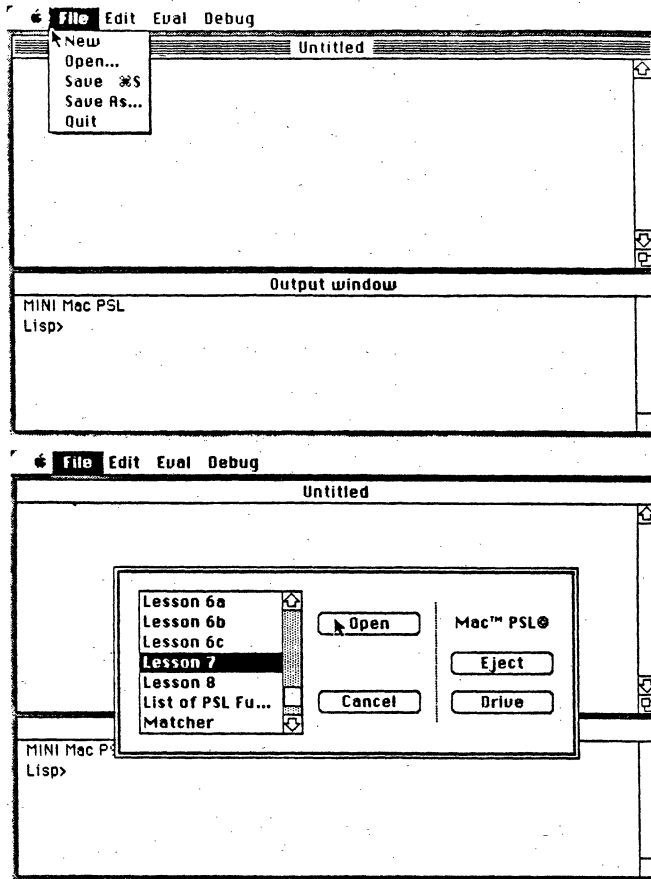 File Edit Eval Debug
Untitled
New
Open...
Save ⌘S
Save As...
Quit
Output window
MINI Mac PSL
Lisp>
File Edit Eval Debug
Untitled
Lesson 6a
Lesson 6b
Lesson 6c
Lesson 7
Lesson 8
List of PSL Fu...
Matcher
Open
Cancel
Mac™ PSL©
Eject
Drive
MINI Mac PS
Lisp>